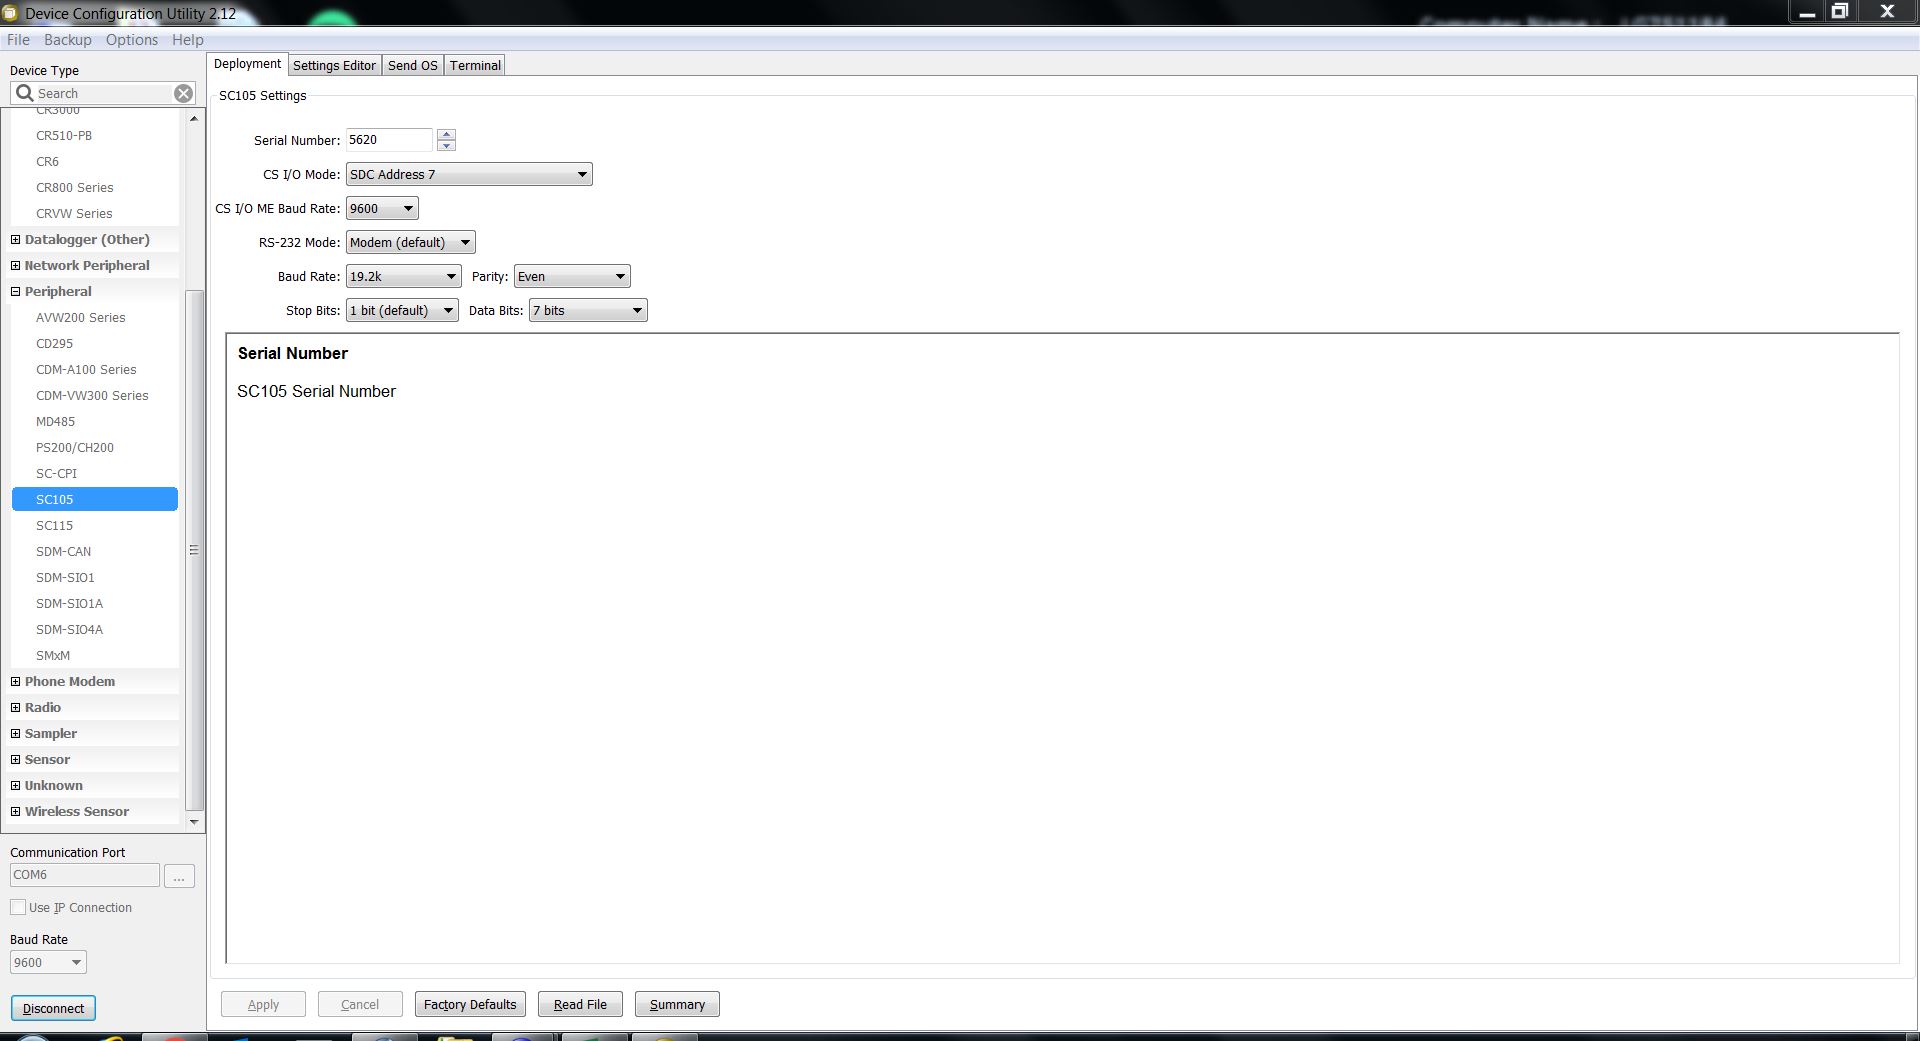 Device Configuration Utility 2.12
File Backup Options Help
Device Type
Search
CR3000
CR510-PB
CR6
CR800 Series
CRVW Series
Datalogger (Other)
Network Peripheral
Peripheral
AVW200 Series
CD295
CDM-A100 Series
CDM-VW300 Series
MD485
PS200/CH200
SC-CPI
SC105
SC115
SDM-CAN
SDM-SIO1
SDM-SIO1A
SDM-SIO4A
SMxM
Phone Modem
Radio
Sampler
Sensor
Unknown
Wireless Sensor
Communication Port
COM6
...
Use IP Connection
Baud Rate
9600
Disconnect
Deployment Settings Editor Send OS Terminal
SC105 Settings
Serial Number: 5620
CS I/O Mode: SDC Address 7
CS I/O ME Baud Rate: 9600
RS-232 Mode: Modem (default)
Baud Rate: 19.2k Parity: Even
Stop Bits: 1 bit (default) Data Bits: 7 bits
Serial Number
SC105 Serial Number
Apply Cancel Factory Defaults Read File Summary